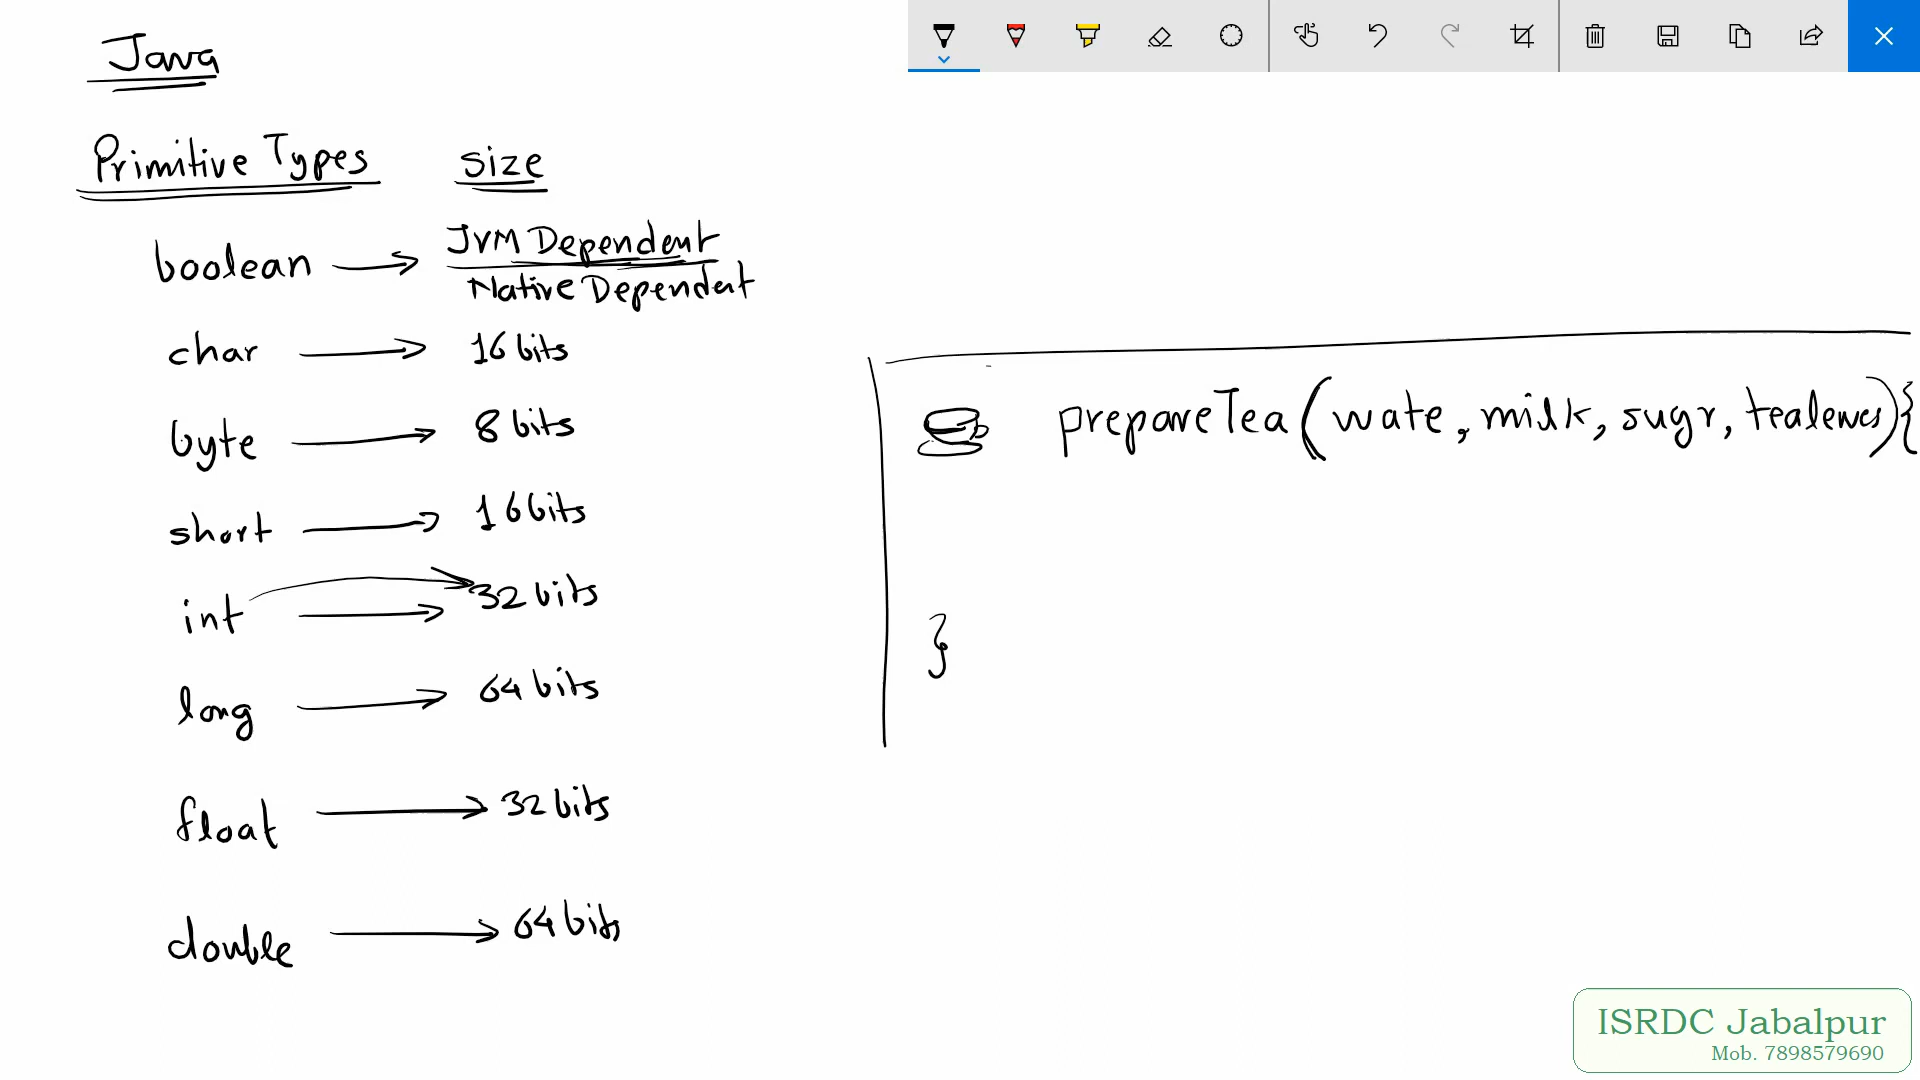 Java
Primitive Types size
boolean JVM Dependent
Native Dependent
char 16 bits
byte 8 bits
short 16 bits
int 32 bits
long 64 bits
float 32 bits
double 64 bits
prepareTea(wate, milk, sugr, tealewes){
}
ISRDC Jabalpur
Mob. 7898579690